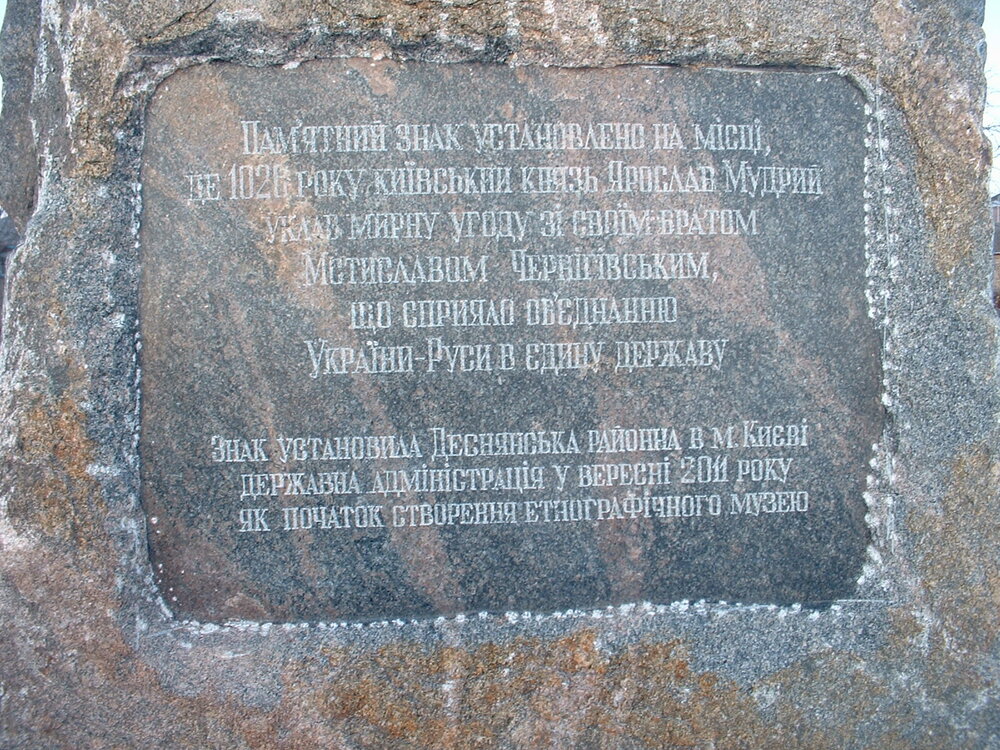 Пам'ятний знак установлено на місці,
де 1026 року київський князь Ярослав Мудрий
уклав мирну угоду зі своїм братом
Мстиславом Чернігівським,
що сприяло об'єднанню
України-Руси в єдину державу
Знак установила Деснянська районна в м. Києві
державна адміністрація у вересні 2011 року
як початок створення етнографічного музею